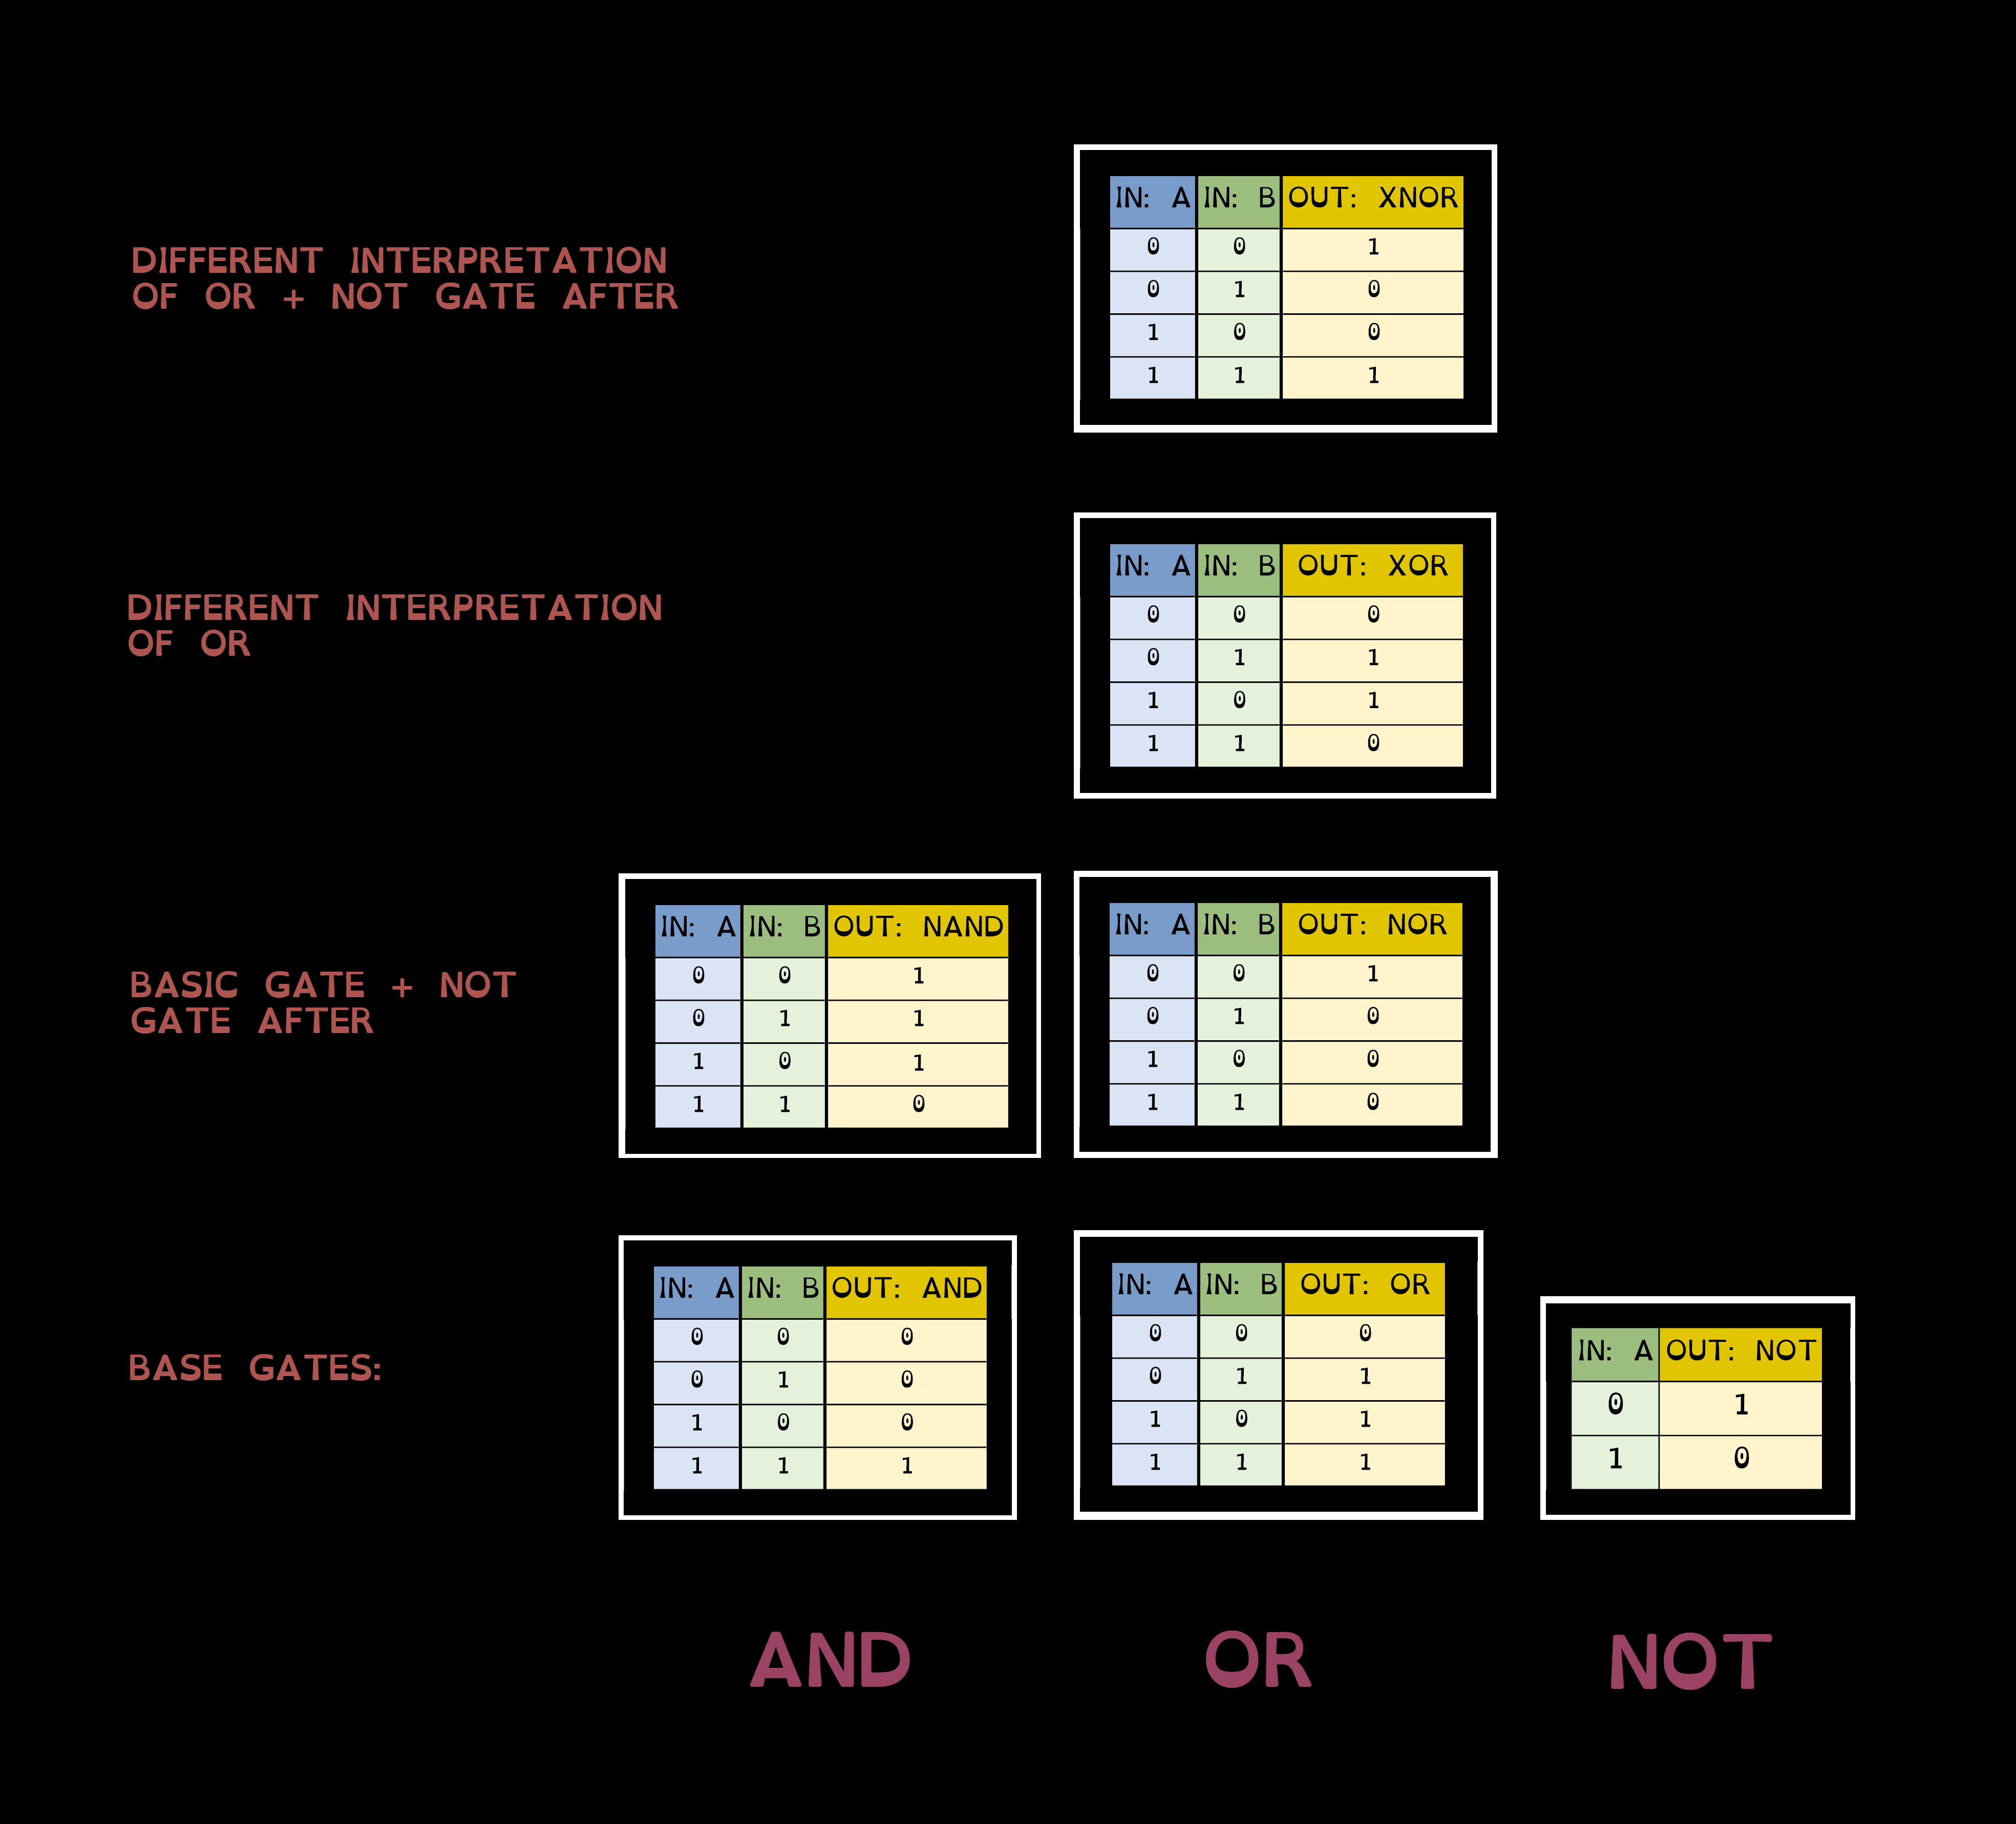 DIFFERENT INTERPRETATION
OF OR + NOT GATE AFTER
IN: A IN: B OUT: XNOR
0 0 1
0 1 0
1 0 0
1 1 1
DIFFERENT INTERPRETATION
OF OR
IN: A IN: B OUT: XOR
0 0 0
0 1 1
1 0 1
1 1 0
BASIC GATE + NOT
GATE AFTER
IN: A IN: B OUT: NAND
0 0 1
0 1 1
1 0 1
1 1 0
IN: A IN: B OUT: NOR
0 0 1
0 1 0
1 0 0
1 1 0
BASE GATES:
IN: A IN: B OUT: AND
0 0 0
0 1 0
1 0 0
1 1 1
IN: A IN: B OUT: OR
0 0 0
0 1 1
1 0 1
1 1 1
IN: A OUT: NOT
0 1
1 0
AND OR NOT